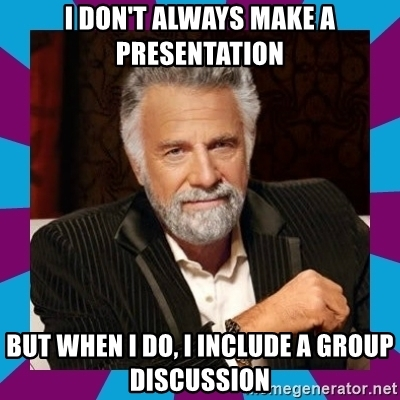 I DON'T ALWAYS MAKE A
PRESENTATION
BUT WHEN I DO, I INCLUDE A GROUP
DISCUSSION
memegenerator.net